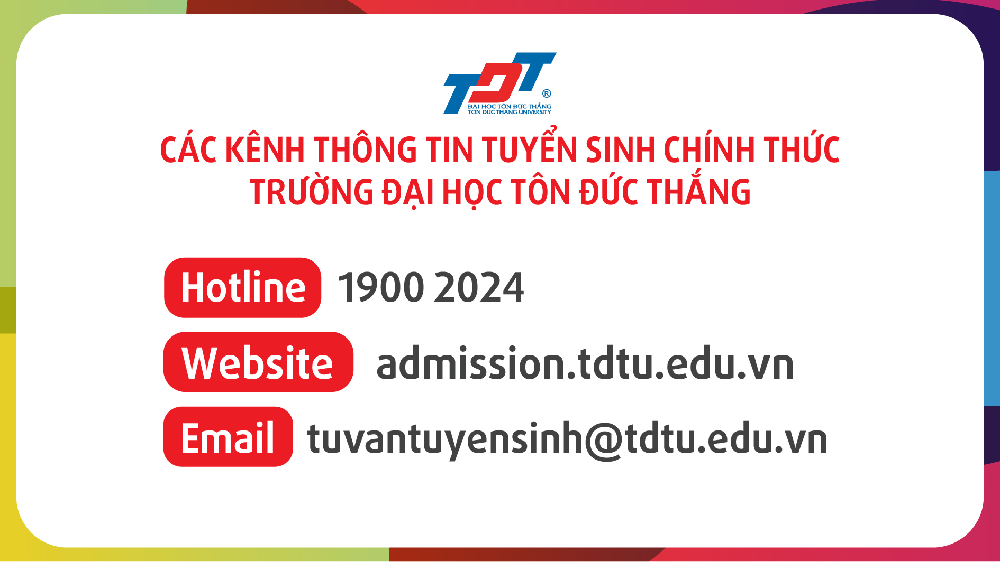 TDT®
ĐẠI HỌC TÔN ĐỨC THẮNG
TON DUC THANG UNIVERSITY
CÁC KÊNH THÔNG TIN TUYỂN SINH CHÍNH THỨC
TRƯỜNG ĐẠI HỌC TÔN ĐỨC THẮNG
Hotline 1900 2024
Website admission.tdtu.edu.vn
Email tuvantuyensinh@tdtu.edu.vn